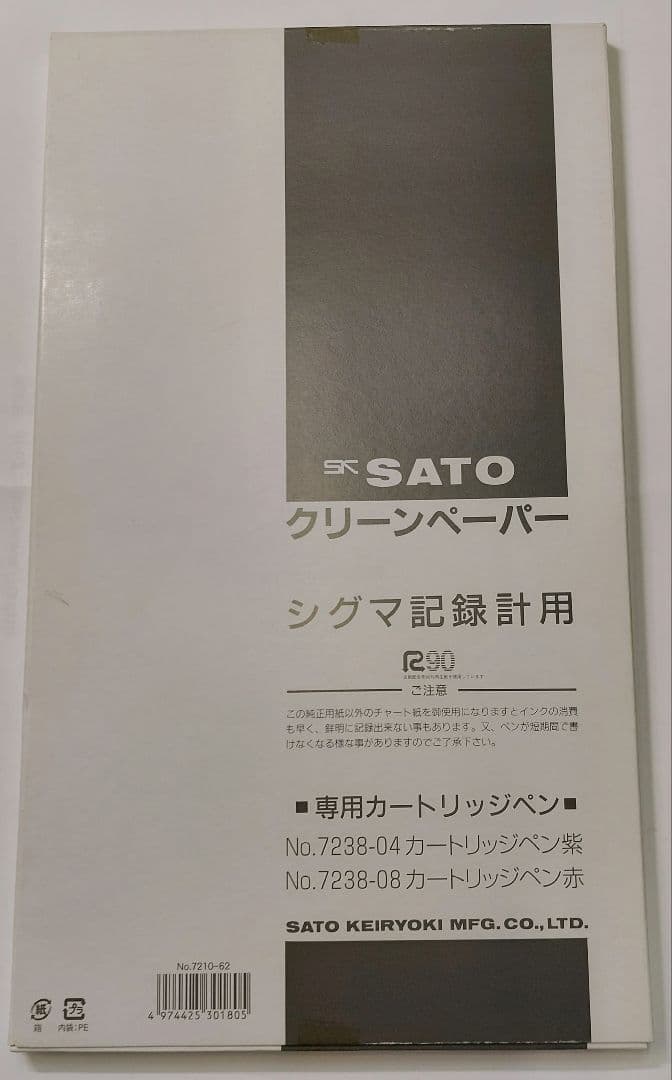 SK SATO
クリーンペーパー
シグマ記録計用
R90
ご注意
この純正用紙以外のチャート紙を御使用になりますとインクの消費
も早く、鮮明に記録出来ない事もあります。又、ペンが短期間で書
けなくなる様な事がありますのでご了承下さい。
■専用カートリッジペン■
No.7238-04カートリッジペン紫
No.7238-08カートリッジペン赤
SATO KEIRYOKI MFG.CO.,LTD.
No.7210-62
4 974425 301805
紙 プラ
箱 内袋:PE